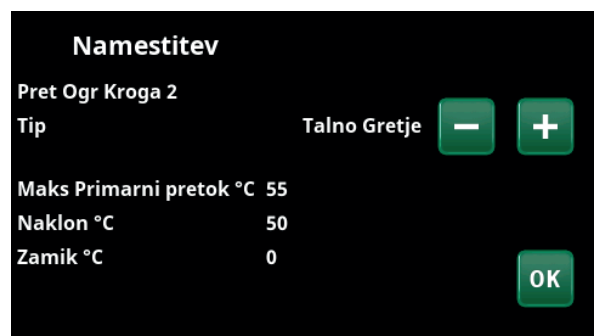 Namestitev
Pret Ogr Kroga 2
Tip Talno Gretje − +
Maks Primarni pretok °C 55
Naklon °C 50
Zamik °C 0
OK